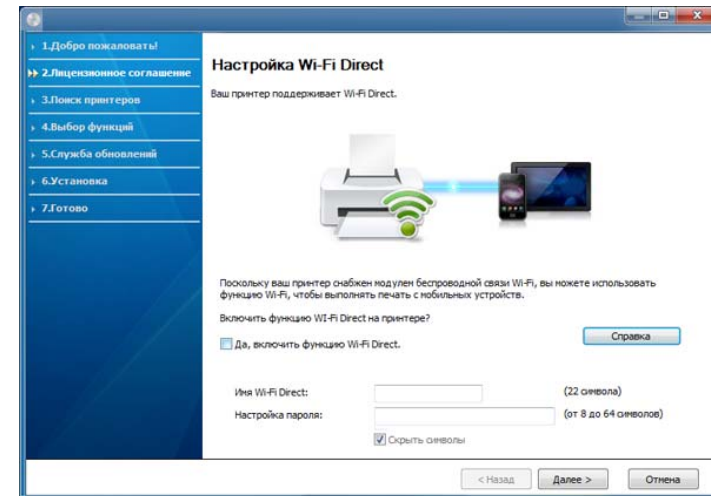 1.Добро пожаловать!
2.Лицензионное соглашение
3.Поиск принтеров
4.Выбор функций
5.Служба обновлений
6.Установка
7.Готово
Настройка Wi-Fi Direct
Ваш принтер поддерживает Wi-Fi Direct.
Поскольку ваш принтер снабжен модулем беспроводной связи Wi-Fi, вы можете использовать
функцию Wi-Fi, чтобы выполнять печать с мобильных устройств.
Включить функцию WI-FI Direct на принтере?
Да, включить функцию Wi-Fi Direct.
Справка
Имя Wi-Fi Direct: (22 символа)
Настройка пароля: (от 8 до 64 символов)
Скрыть символы
< Назад Далее > Отмена